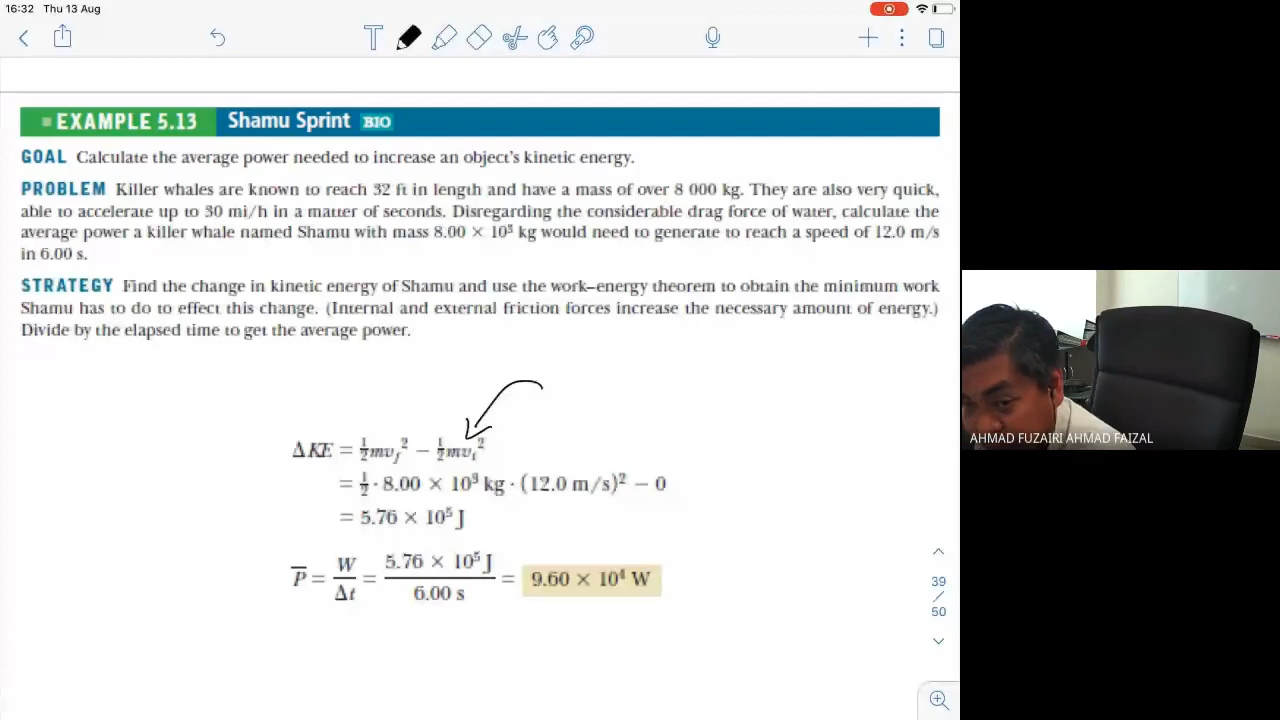 16:32 Thu 13 Aug
EXAMPLE 5.13 Shamu Sprint BIO
GOAL Calculate the average power needed to increase an object's kinetic energy.
PROBLEM Killer whales are known to reach 32 ft in length and have a mass of over 8 000 kg. They are also very quick,
able to accelerate up to 30 mi/h in a matter of seconds. Disregarding the considerable drag force of water, calculate the
average power a killer whale named Shamu with mass 8.00 × 10³ kg would need to generate to reach a speed of 12.0 m/s
in 6.00 s.
STRATEGY Find the change in kinetic energy of Shamu and use the work–energy theorem to obtain the minimum work
Shamu has to do to effect this change. (Internal and external friction forces increase the necessary amount of energy.)
Divide by the elapsed time to get the average power.
ΔKE = ½mv_f² − ½mv_i²
= ½ · 8.00 × 10³ kg · (12.0 m/s)² − 0
= 5.76 × 10⁵ J
P̅ = W/Δt = 5.76 × 10⁵ J / 6.00 s = 9.60 × 10⁴ W
39
/
50
AHMAD FUZAIRI AHMAD FAIZAL